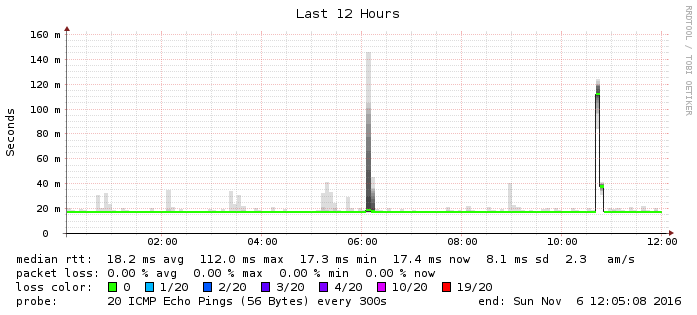 Last 12 Hours
RRDTOOL / TOBI OETIKER
Seconds
160 m
140 m
120 m
100 m
80 m
60 m
40 m
20 m
0
02:00 04:00 06:00 08:00 10:00 12:00
median rtt: 18.2 ms avg 112.0 ms max 17.3 ms min 17.4 ms now 8.1 ms sd 2.3 am/s
packet loss: 0.00 % avg 0.00 % max 0.00 % min 0.00 % now
loss color: 0 1/20 2/20 3/20 4/20 10/20 19/20
probe: 20 ICMP Echo Pings (56 Bytes) every 300s end: Sun Nov 6 12:05:08 2016